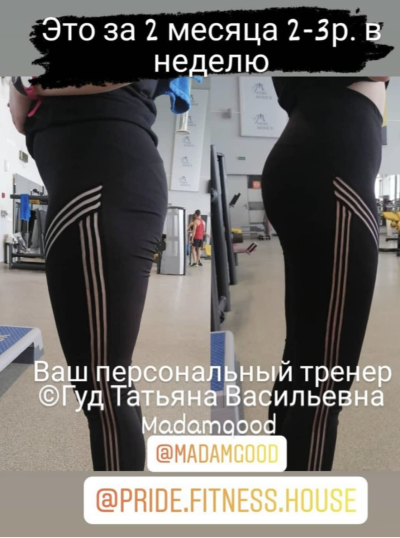 Это за 2 месяца 2-3р. в
неделю
Ваш персональный тренер
©Гуд Татьяна Васильевна
Madamgood
@MADAMGOOD
@PRIDE.FITNESS.HOUSE